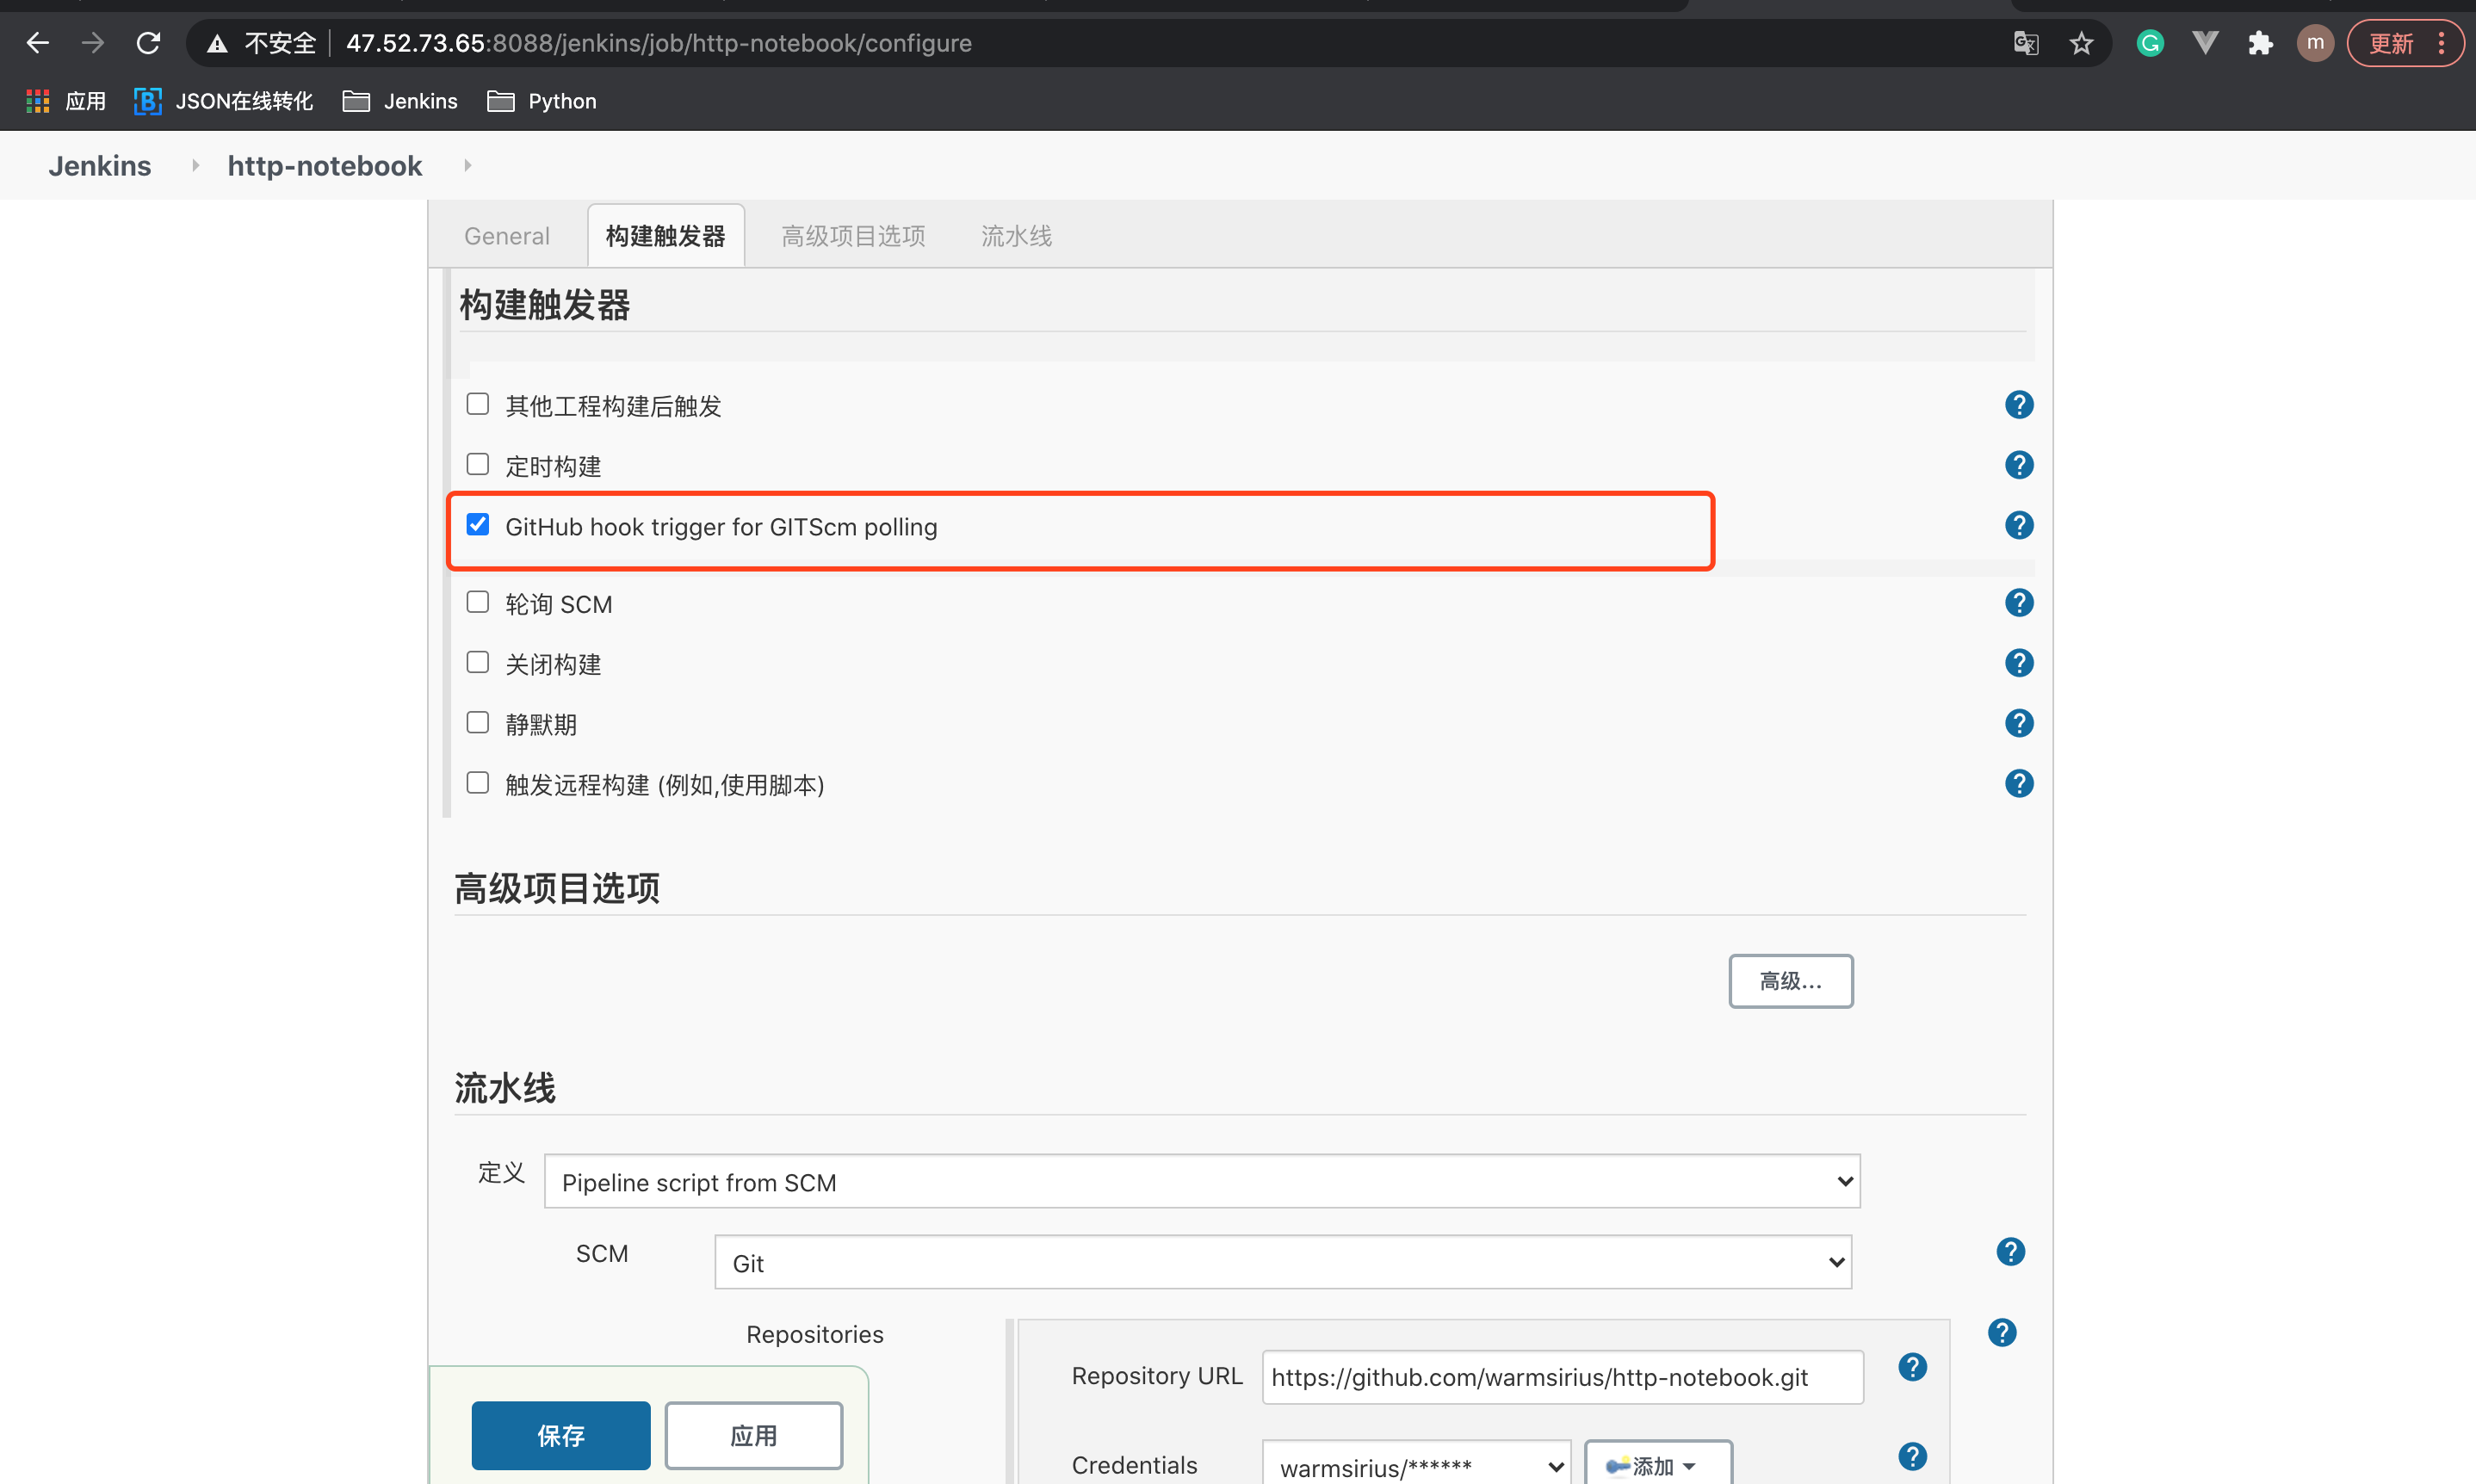 不安全 47.52.73.65:8088/jenkins/job/http-notebook/configure m 更新
应用 JSON在线转化 Jenkins Python
Jenkins http-notebook
General 构建触发器 高级项目选项 流水线
构建触发器
其他工程构建后触发
定时构建
GitHub hook trigger for GITScm polling
轮询 SCM
关闭构建
静默期
触发远程构建 (例如,使用脚本)
高级项目选项
高级...
流水线
定义 Pipeline script from SCM
SCM Git
Repositories
Repository URL https://github.com/warmsirius/http-notebook.git
Credentials warmsirius/****** 添加
保存 应用